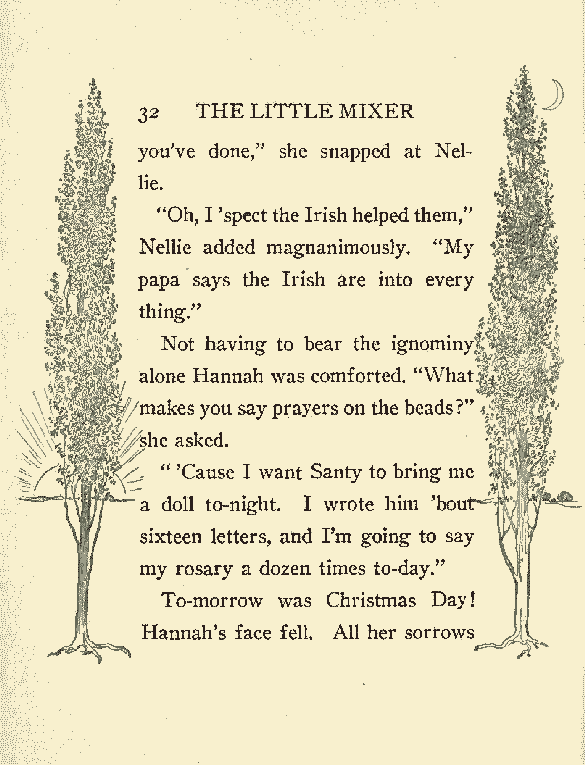 32 THE LITTLE MIXER
you've done,” she snapped at Nel-
lie.
“Oh, I ’spect the Irish helped them,”
Nellie added magnanimously. “My
papa says the Irish are into every
thing.”
Not having to bear the ignominy
alone Hannah was comforted. “What
makes you say prayers on the beads?”
she asked.
“ ’Cause I want Santy to bring me
a doll to-night. I wrote him ’bout
sixteen letters, and I’m going to say
my rosary a dozen times to-day.”
To-morrow was Christmas Day!
Hannah’s face fell. All her sorrows